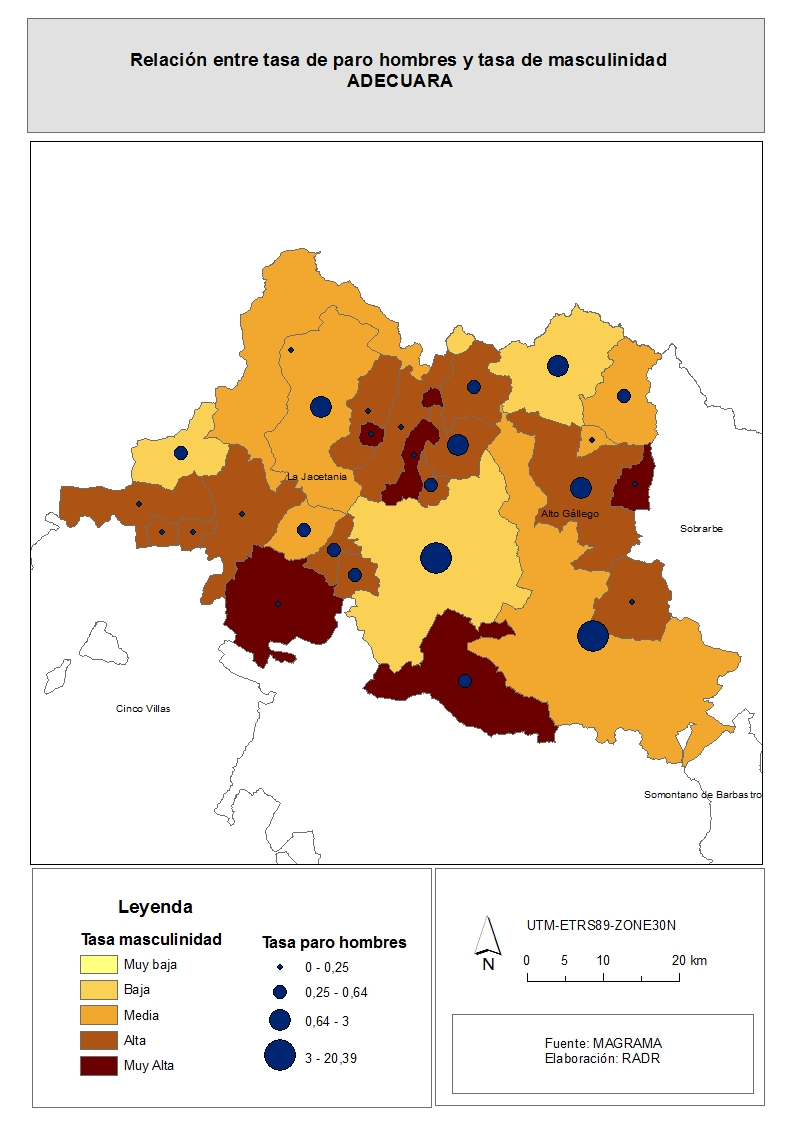 Relación entre tasa de paro hombres y tasa de masculinidad
ADECUARA
La Jacetania
Alto Gállego
Sobrarbe
Cinco Villas
Somontano de Barbastro
Leyenda
Tasa masculinidad
Muy baja
Baja
Media
Alta
Muy Alta
Tasa paro hombres
0 - 0,25
0,25 - 0,64
0,64 - 3
3 - 20,39
N
UTM-ETRS89-ZONE30N
0 5 10 20 km
Fuente: MAGRAMA
Elaboración: RADR